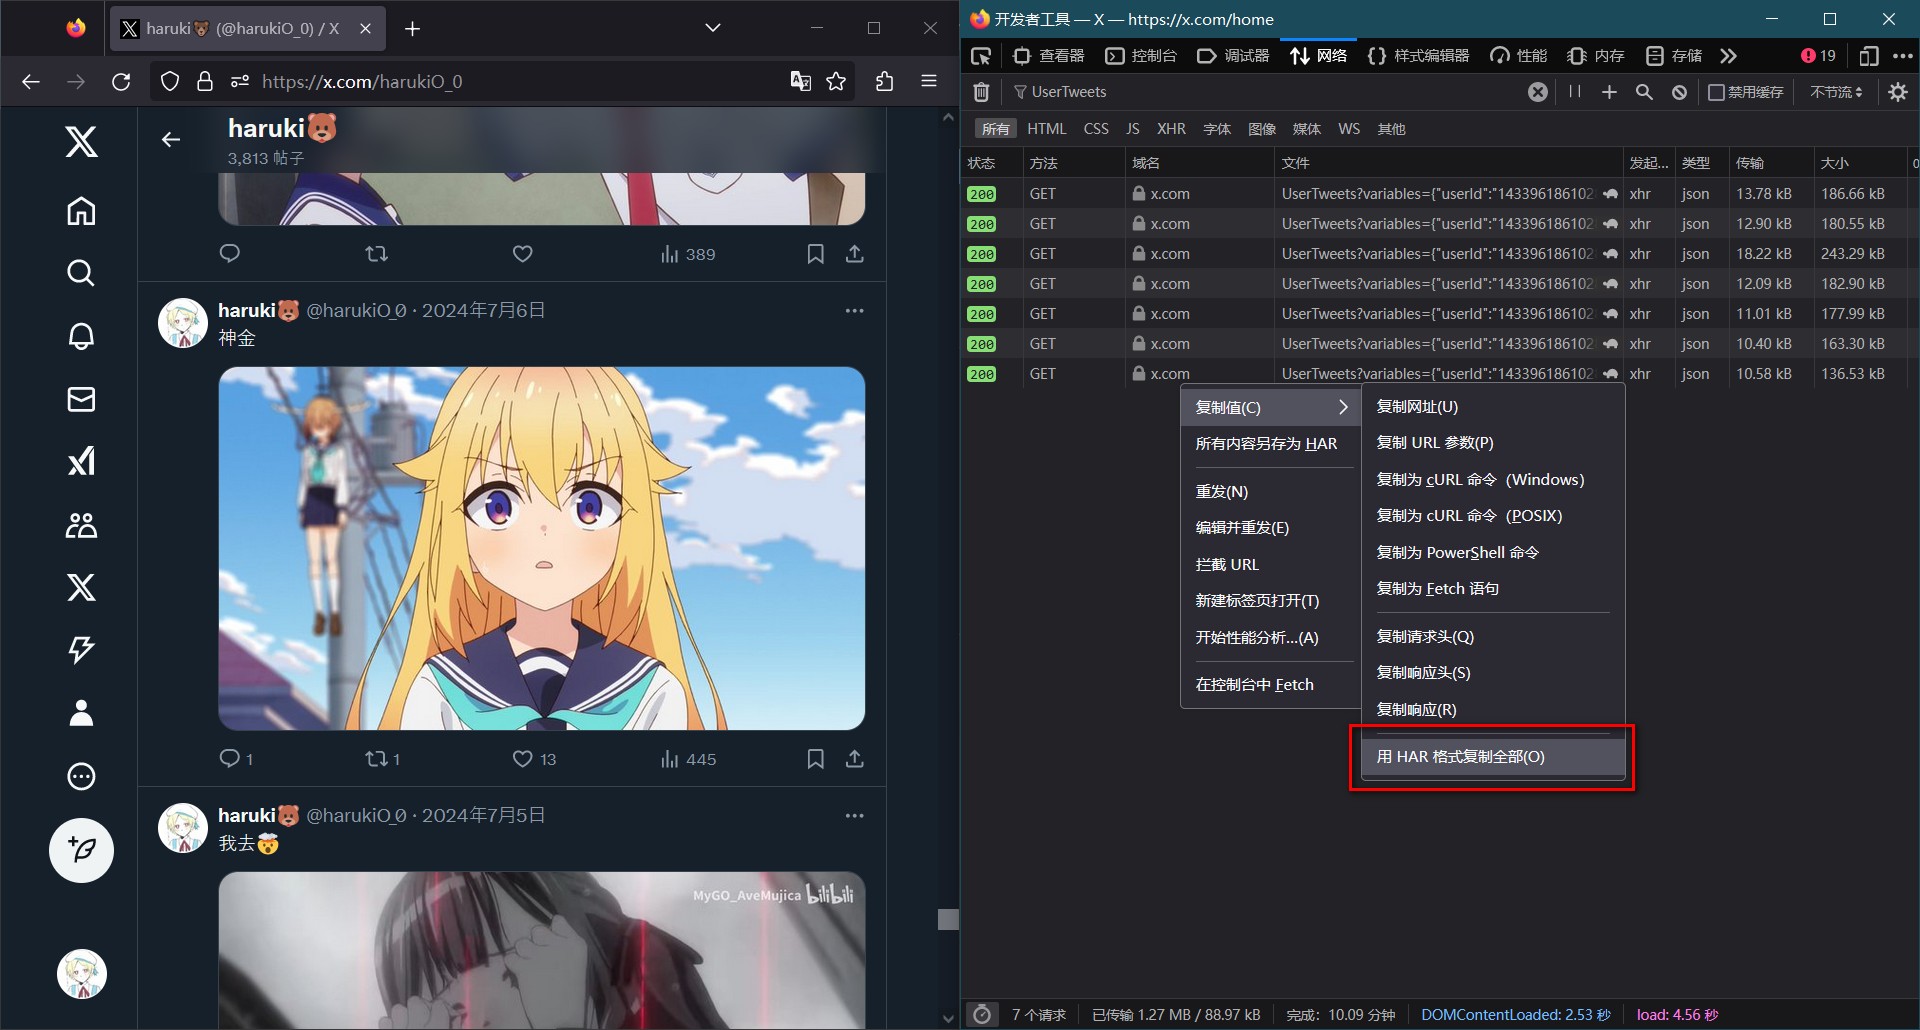 haruki🐻 (@harukiO_0) / X
https://x.com/harukiO_0
haruki🐻
3,813 帖子
389
haruki🐻 @harukiO_0 · 2024年7月6日
神金
1
1
13
445
haruki🐻 @harukiO_0 · 2024年7月5日
我去🤯
MyGO_AveMujica bilibili
开发者工具 — X — https://x.com/home
查看器 控制台 调试器 网络 样式编辑器 性能 内存 存储 19
UserTweets 禁用缓存 不节流
所有 HTML CSS JS XHR 字体 图像 媒体 WS 其他
状态 方法 域名 文件 发起... 类型 传输 大小
200 GET x.com UserTweets?variables={"userId":"143396186102 xhr json 13.78 kB 186.66 kB
200 GET x.com UserTweets?variables={"userId":"143396186102 xhr json 12.90 kB 180.55 kB
200 GET x.com UserTweets?variables={"userId":"143396186102 xhr json 18.22 kB 243.29 kB
200 GET x.com UserTweets?variables={"userId":"143396186102 xhr json 12.09 kB 182.90 kB
200 GET x.com UserTweets?variables={"userId":"143396186102 xhr json 11.01 kB 177.99 kB
200 GET x.com UserTweets?variables={"userId":"143396186102 xhr json 10.40 kB 163.30 kB
200 GET x.com UserTweets?variables={"userId":"143396186102 xhr json 10.58 kB 136.53 kB
复制值(C)
所有内容另存为 HAR
重发(N)
编辑并重发(E)
拦截 URL
新建标签页打开(T)
开始性能分析...(A)
在控制台中 Fetch
复制网址(U)
复制 URL 参数(P)
复制为 cURL 命令（Windows）
复制为 cURL 命令（POSIX）
复制为 PowerShell 命令
复制为 Fetch 语句
复制请求头(Q)
复制响应头(S)
复制响应(R)
用 HAR 格式复制全部(O)
7 个请求 已传输 1.27 MB / 88.97 kB 完成：10.09 分钟 DOMContentLoaded: 2.53 秒 load: 4.56 秒